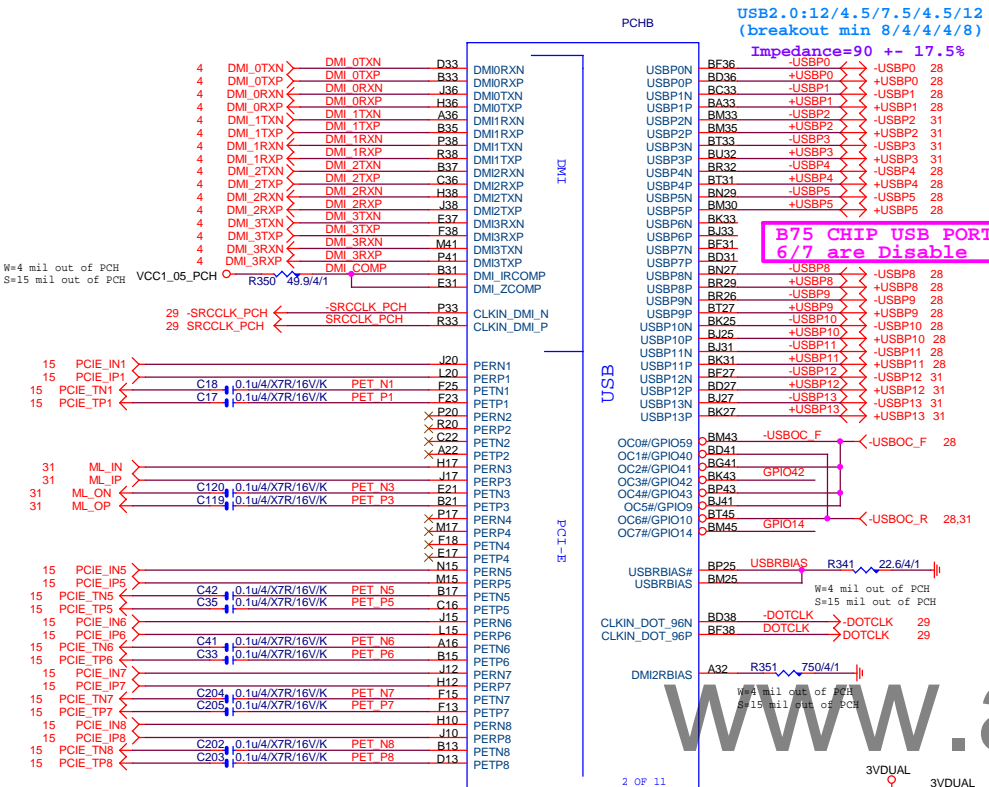 PCHB
USB2.0:12/4.5/7.5/4.5/12
(breakout min 8/4/4/4/8)
Impedance=90 +- 17.5%
4 DMI_0TXN DMI_0TXN D33 DMI0RXN USBP0N BF36 -USBP0 -USBP0 28
4 DMI_0TXP DMI_0TXP B33 DMI0RXP USBP0P BD36 +USBP0 +USBP0 28
4 DMI_0RXN DMI_0RXN J36 DMI0TXN USBP1N BC33 -USBP1 -USBP1 28
4 DMI_0RXP DMI_0RXP H36 DMI0TXP USBP1P BA33 +USBP1 +USBP1 28
4 DMI_1TXN DMI_1TXN A36 DMI1RXN USBP2N BM33 -USBP2 -USBP2 31
4 DMI_1TXP DMI_1TXP B35 DMI1RXP USBP2P BM35 +USBP2 +USBP2 31
4 DMI_1RXN DMI_1RXN P38 DMI1TXN USBP3N BT33 -USBP3 -USBP3 31
4 DMI_1RXP DMI_1RXP R38 DMI1TXP USBP3P BU32 +USBP3 +USBP3 31
4 DMI_2TXN DMI_2TXN B37 DMI2RXN USBP4N BR32 -USBP4 -USBP4 28
4 DMI_2TXP DMI_2TXP C36 DMI2RXP USBP4P BT31 +USBP4 +USBP4 28
4 DMI_2RXN DMI_2RXN H38 DMI2TXN USBP5N BN29 -USBP5 -USBP5 28
4 DMI_2RXP DMI_2RXP J38 DMI2TXP USBP5P BM30 +USBP5 +USBP5 28
4 DMI_3TXN DMI_3TXN E37 DMI3RXN USBP6N BK33
4 DMI_3TXP DMI_3TXP F38 DMI3RXP USBP6P BJ33
4 DMI_3RXN DMI_3RXN M41 DMI3TXN USBP7N BF31
4 DMI_3RXP DMI_3RXP P41 DMI3TXP USBP7P BD31
B75 CHIP USB PORT
6/7 are Disable
DMI
W=4 mil out of PCH
S=15 mil out of PCH
VCC1_05_PCH R350 49.9/4/1 DMI_COMP B31 DMI_IRCOMP USBP8N BN27 -USBP8 -USBP8 28
E31 DMI_ZCOMP USBP8P BR29 +USBP8 +USBP8 28
USBP9N BR26 -USBP9 -USBP9 28
29 -SRCCLK_PCH -SRCCLK_PCH P33 CLKIN_DMI_N USBP9P BT27 +USBP9 +USBP9 28
29 SRCCLK_PCH SRCCLK_PCH R33 CLKIN_DMI_P USBP10N BK25 -USBP10 -USBP10 28
USBP10P BJ25 +USBP10 +USBP10 28
USBP11N BJ31 -USBP11 -USBP11 28
15 PCIE_IN1 J20 PERN1 USBP11P BK31 +USBP11 +USBP11 28
15 PCIE_IP1 L20 PERP1 USBP12N BF27 -USBP12 -USBP12 31
15 PCIE_TN1 C18 0.1u/4/X7R/16V/K PET_N1 F25 PETN1 USBP12P BD27 +USBP12 +USBP12 31
15 PCIE_TP1 C17 0.1u/4/X7R/16V/K PET_P1 F23 PETP1 USBP13N BJ27 -USBP13 -USBP13 31
P20 PERN2 USBP13P BK27 +USBP13 +USBP13 31
USB
R20 PERP2
C22 PETN2 OC0#/GPIO59 BM43 -USBOC_F -USBOC_F 28
A22 PETP2 OC1#/GPIO40 BD41
31 ML_IN H17 PERN3 OC2#/GPIO41 BG41
31 ML_IP J17 PERP3 OC3#/GPIO42 BK43 GPIO42
31 ML_ON C120 0.1u/4/X7R/16V/K PET_N3 E21 PETN3 OC4#/GPIO43 BP43
31 ML_OP C119 0.1u/4/X7R/16V/K PET_P3 B21 PETP3 OC5#/GPIO9 BJ41
P17 PERN4 OC6#/GPIO10 BT45 -USBOC_R 28,31
M17 PERP4 OC7#/GPIO14 BM45 GPIO14
F18 PETN4
E17 PETP4
PCI-E
15 PCIE_IN5 N15 PERN5 USBRBIAS# BP25 USBRBIAS R341 22.6/4/1
15 PCIE_IP5 M15 PERP5 USBRBIAS BM25
15 PCIE_TN5 C42 0.1u/4/X7R/16V/K PET_N5 B17 PETN5
15 PCIE_TP5 C35 0.1u/4/X7R/16V/K PET_P5 C16 PETP5
W=4 mil out of PCH
S=15 mil out of PCH
15 PCIE_IN6 J15 PERN6 CLKIN_DOT_96N BD38 -DOTCLK -DOTCLK 29
15 PCIE_IP6 L15 PERP6 CLKIN_DOT_96P BF38 DOTCLK DOTCLK 29
15 PCIE_TN6 C41 0.1u/4/X7R/16V/K PET_N6 A16 PETN6
15 PCIE_TP6 C33 0.1u/4/X7R/16V/K PET_P6 B15 PETP6
15 PCIE_IN7 J12 PERN7 DMI2RBIAS A32 R351 750/4/1
15 PCIE_IP7 H12 PERP7
15 PCIE_TN7 C204 0.1u/4/X7R/16V/K PET_N7 F15 PETN7
15 PCIE_TP7 C205 0.1u/4/X7R/16V/K PET_P7 F13 PETP7
W=4 mil out of PCH
S=15 mil out of PCH
15 PCIE_IN8 H10 PERN8
15 PCIE_IP8 J10 PERP8
15 PCIE_TN8 C202 0.1u/4/X7R/16V/K PET_N8 B13 PETN8
15 PCIE_TP8 C203 0.1u/4/X7R/16V/K PET_P8 D13 PETP8
www.a
2 OF 11
3VDUAL 3VDUAL